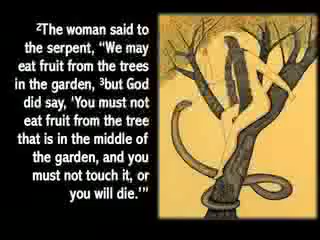 ²The woman said to
the serpent, “We may
eat fruit from the trees
in the garden, ³but God
did say, ‘You must not
eat fruit from the tree
that is in the middle of
the garden, and you
must not touch it, or
you will die.’”